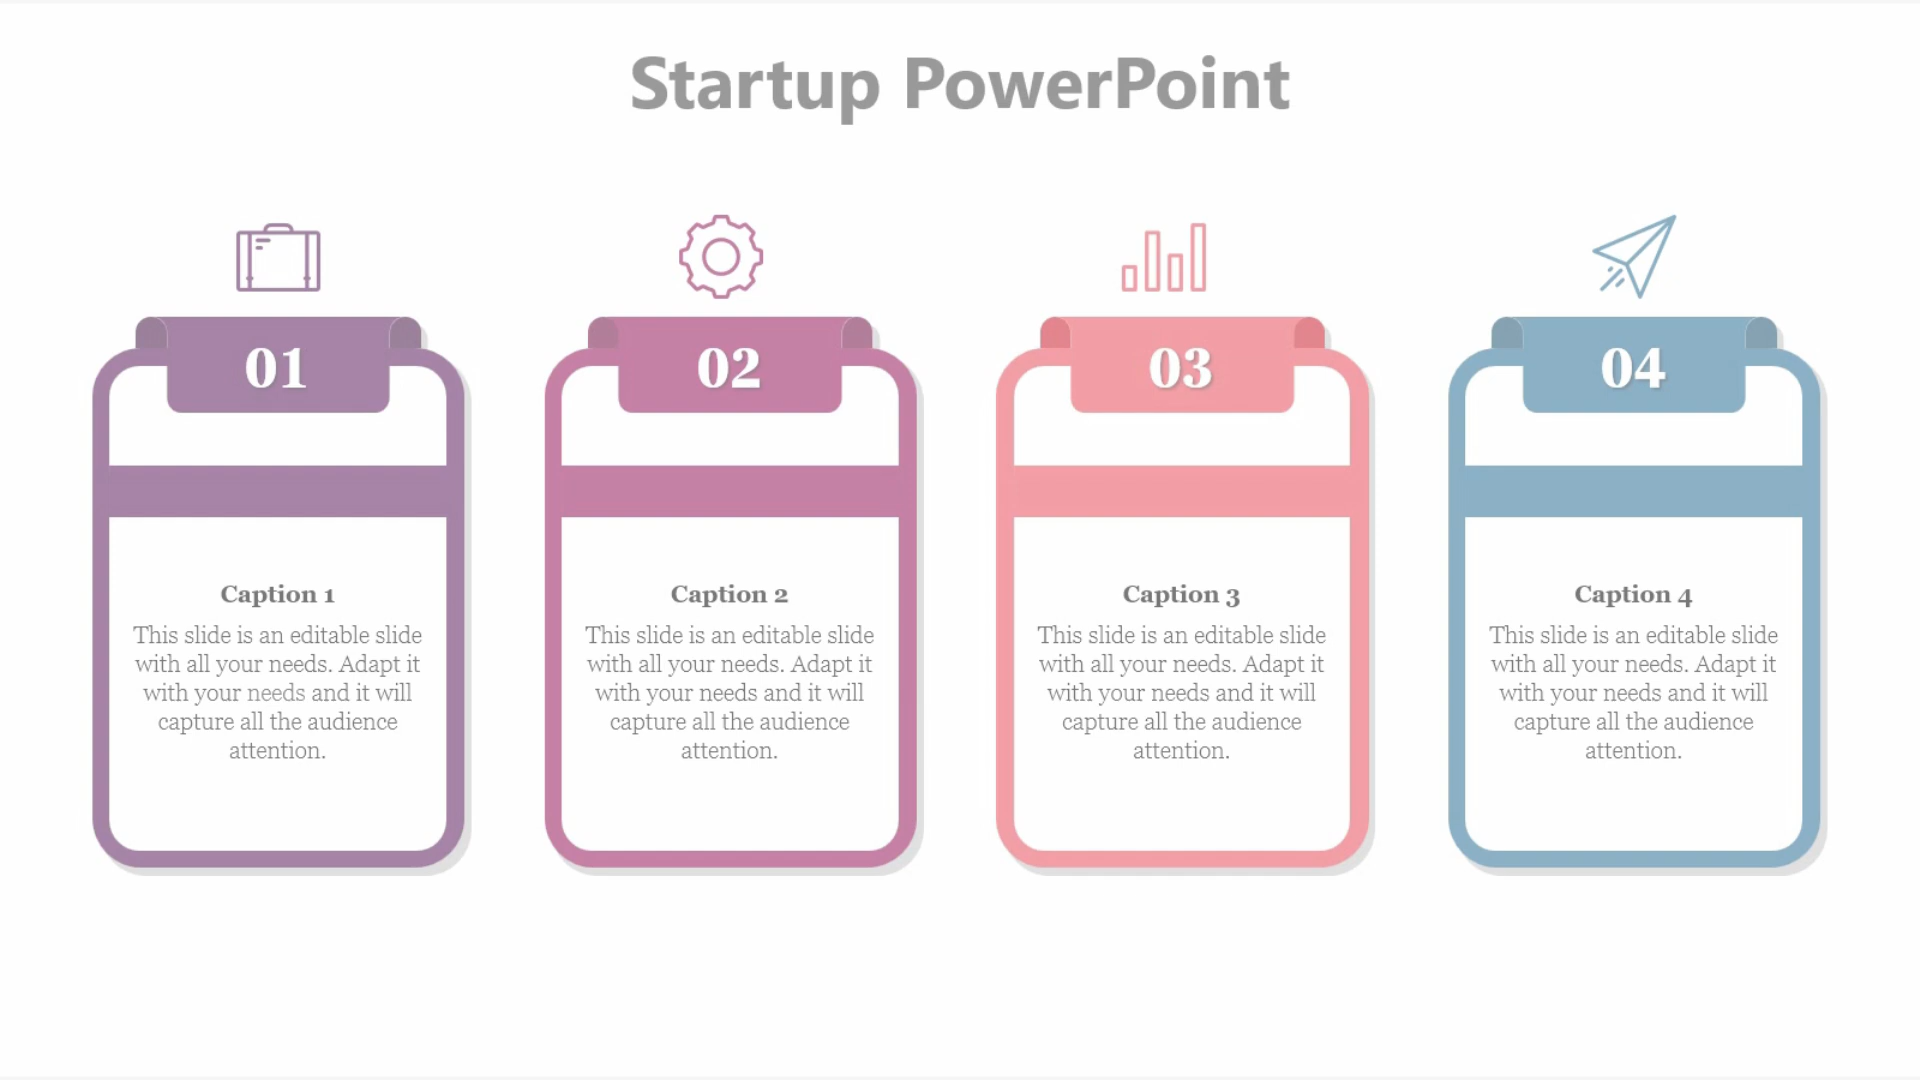 Startup PowerPoint
01
02
03
04
Caption 1
This slide is an editable slide
with all your needs. Adapt it
with your needs and it will
capture all the audience
attention.
Caption 2
This slide is an editable slide
with all your needs. Adapt it
with your needs and it will
capture all the audience
attention.
Caption 3
This slide is an editable slide
with all your needs. Adapt it
with your needs and it will
capture all the audience
attention.
Caption 4
This slide is an editable slide
with all your needs. Adapt it
with your needs and it will
capture all the audience
attention.